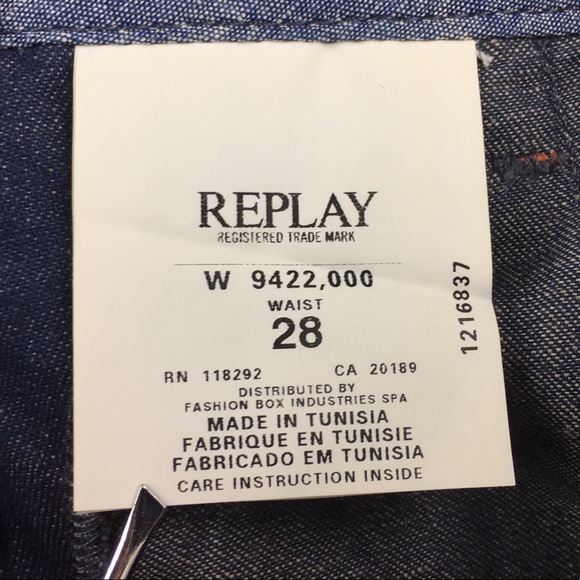 REPLAY
REGISTERED TRADE MARK
W 9422,000
WAIST
28
RN 118292 CA 20189
DISTRIBUTED BY
FASHION BOX INDUSTRIES SPA
MADE IN TUNISIA
FABRIQUE EN TUNISIE
FABRICADO EM TUNISIA
CARE INSTRUCTION INSIDE
1216837